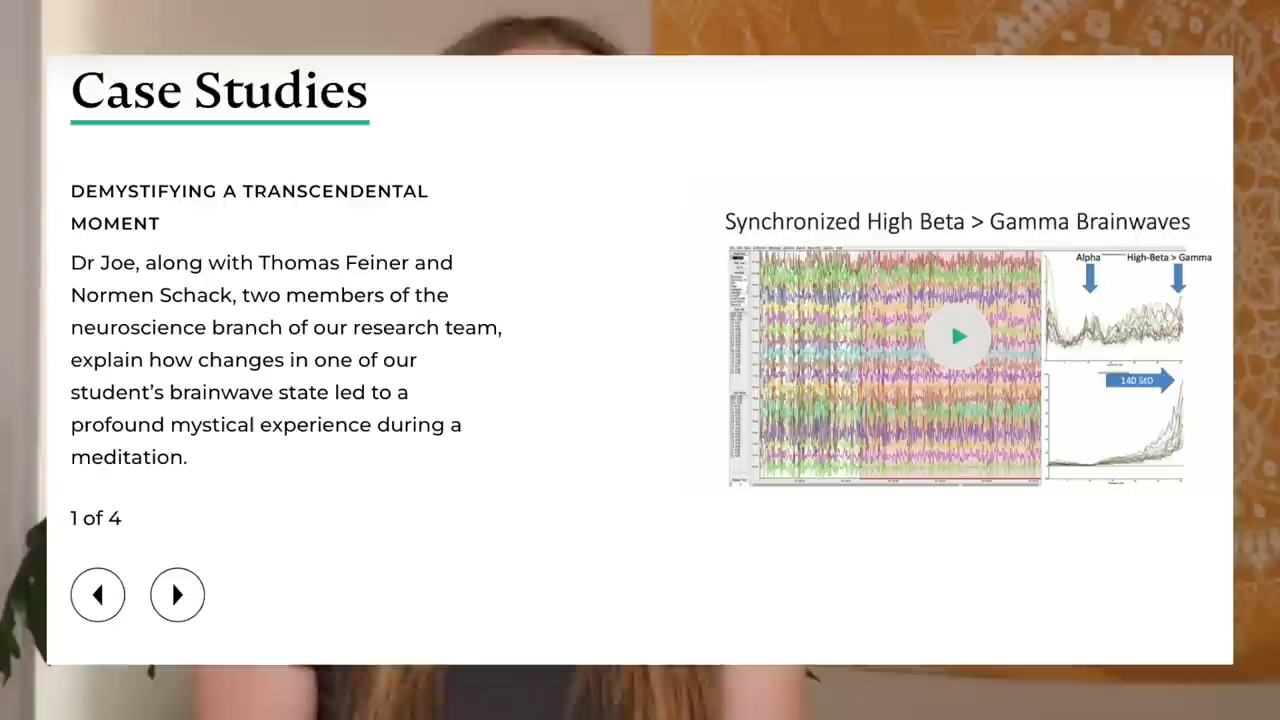 Case Studies
DEMYSTIFYING A TRANSCENDENTAL
MOMENT
Dr Joe, along with Thomas Feiner and
Normen Schack, two members of the
neuroscience branch of our research team,
explain how changes in one of our
student’s brainwave state led to a
profound mystical experience during a
meditation.
1 of 4
Synchronized High Beta > Gamma Brainwaves
Alpha
High-Beta > Gamma
140 StD